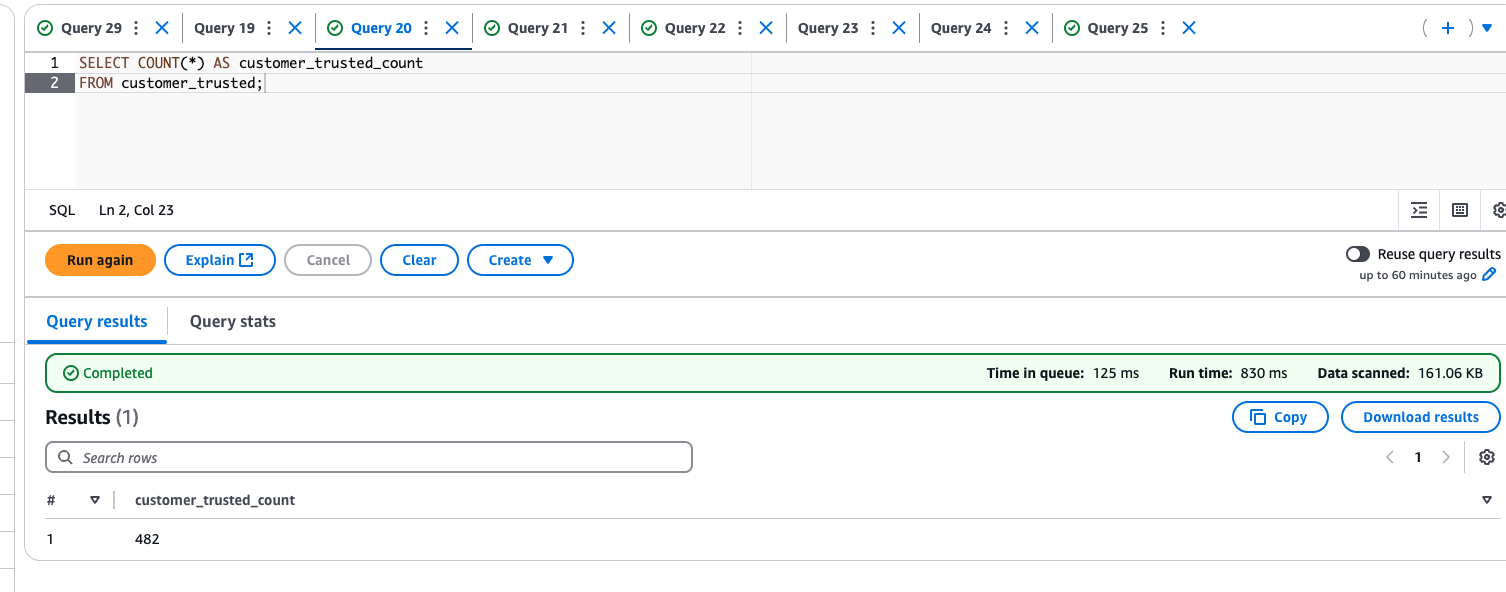 Query 29 Query 19 Query 20 Query 21 Query 22 Query 23 Query 24 Query 25
1 SELECT COUNT(*) AS customer_trusted_count
2 FROM customer_trusted;
SQL Ln 2, Col 23
Run again Explain Cancel Clear Create Reuse query results
up to 60 minutes ago
Query results Query stats
Completed Time in queue: 125 ms Run time: 830 ms Data scanned: 161.06 KB
Results (1) Copy Download results
Search rows 1
# customer_trusted_count
1 482